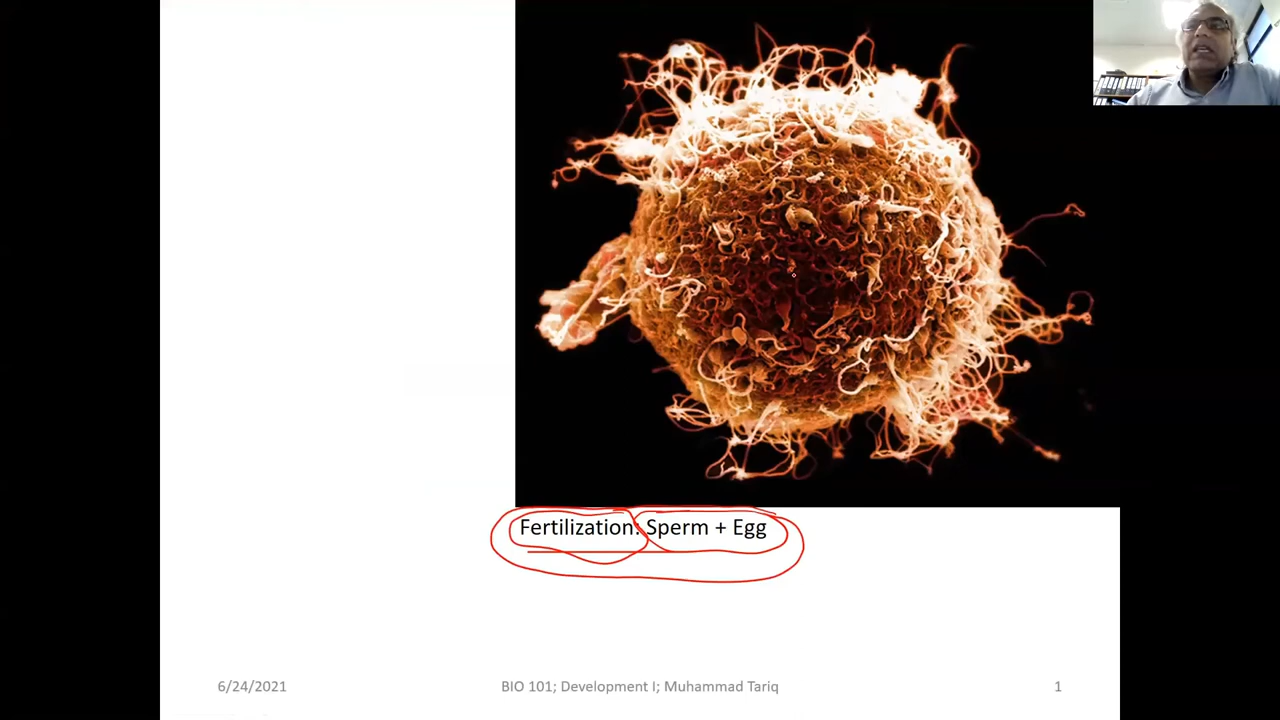 Fertilization: Sperm + Egg
6/24/2021
BIO 101; Development I; Muhammad Tariq
1